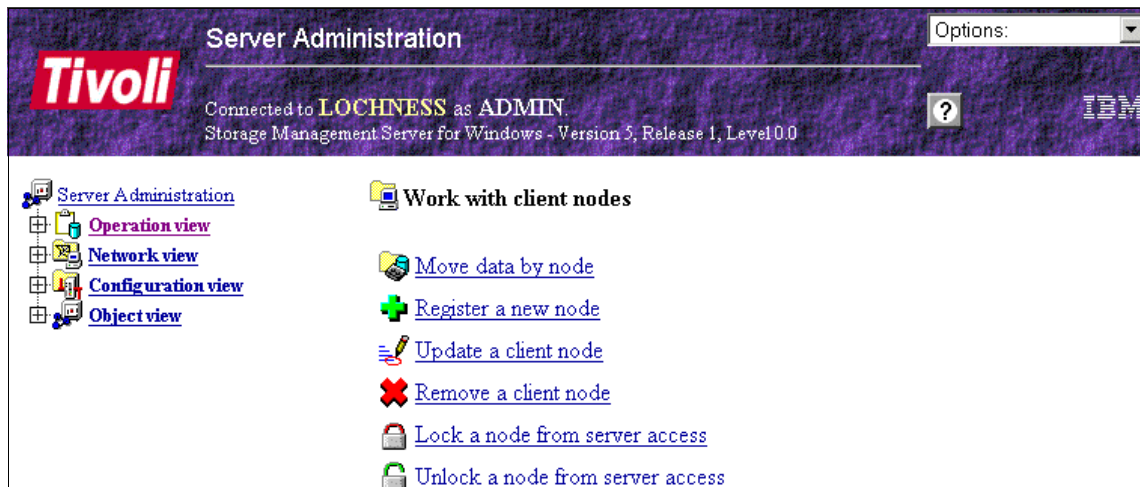 Server Administration
Options:
Tivoli
Connected to LOCHNESS as ADMIN.
Storage Management Server for Windows - Version 5, Release 1, Level 0.0
?
IBM
Server Administration
Operation view
Network view
Configuration view
Object view
Work with client nodes
Move data by node
Register a new node
Update a client node
Remove a client node
Lock a node from server access
Unlock a node from server access